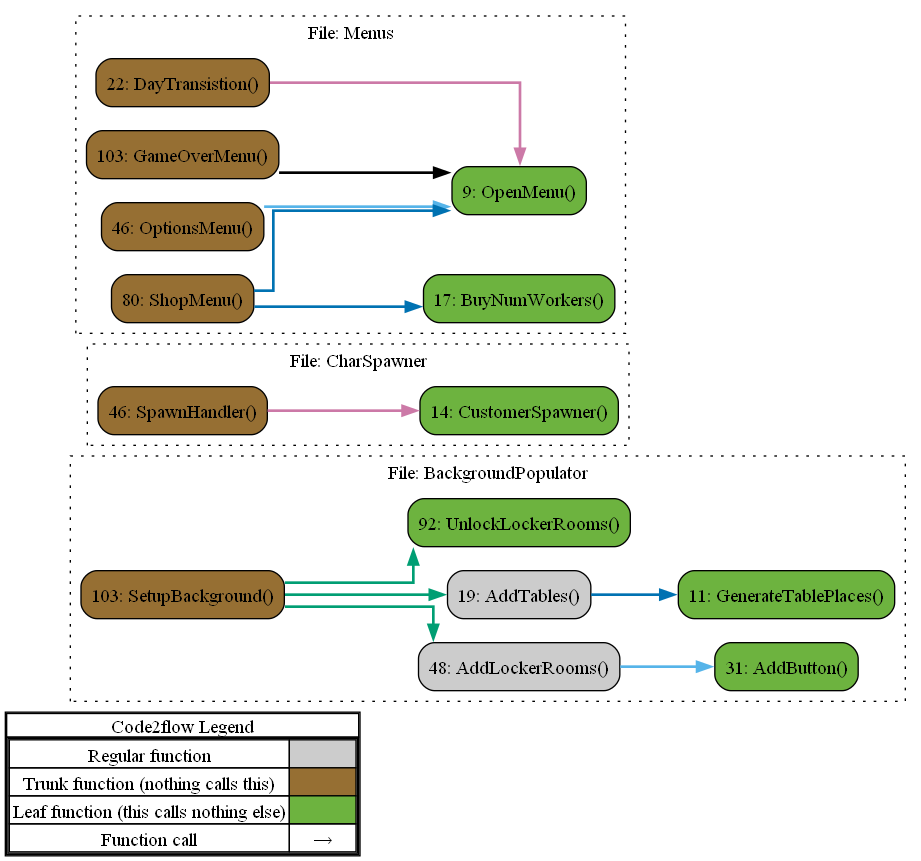 File: Menus
22: DayTransistion()
103: GameOverMenu()
9: OpenMenu()
46: OptionsMenu()
80: ShopMenu()
17: BuyNumWorkers()
File: CharSpawner
46: SpawnHandler()
14: CustomerSpawner()
File: BackgroundPopulator
92: UnlockLockerRooms()
103: SetupBackground()
19: AddTables()
11: GenerateTablePlaces()
48: AddLockerRooms()
31: AddButton()
Code2flow Legend
Regular function
Trunk function (nothing calls this)
Leaf function (this calls nothing else)
Function call →